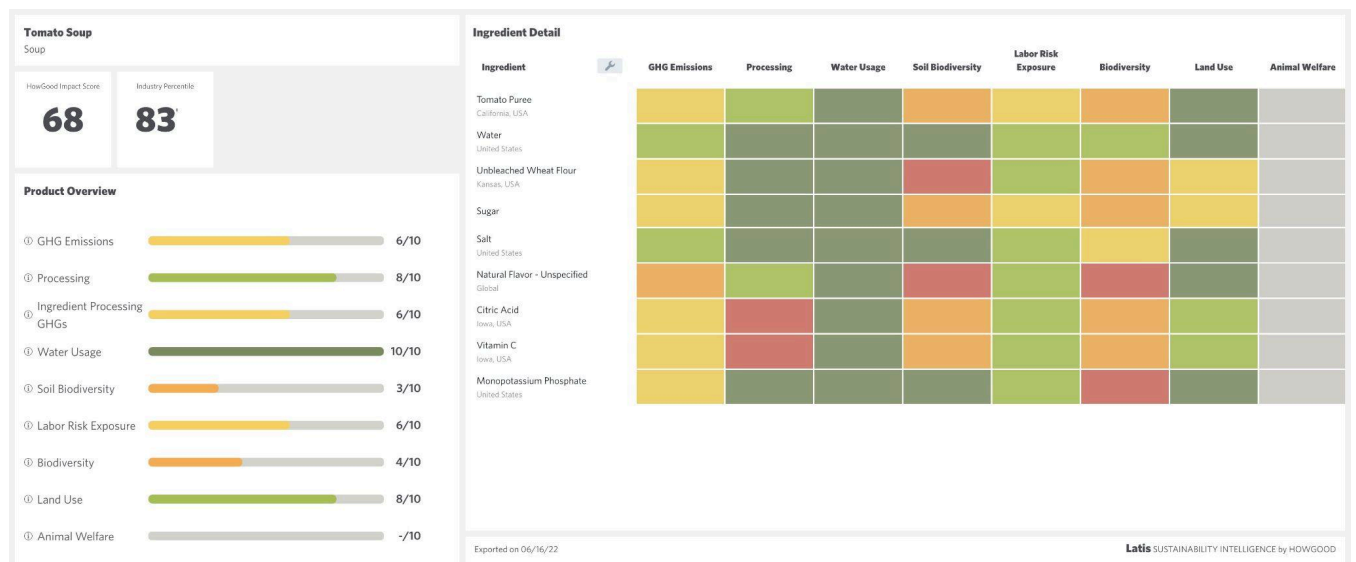 Tomato Soup
Soup
HowGood Impact Score
68
Industry Percentile
83
Product Overview
GHG Emissions 6/10
Processing 8/10
Ingredient Processing
GHGs 6/10
Water Usage 10/10
Soil Biodiversity 3/10
Labor Risk Exposure 6/10
Biodiversity 4/10
Land Use 8/10
Animal Welfare -/10
Ingredient Detail
Ingredient GHG Emissions Processing Water Usage Soil Biodiversity Labor Risk Exposure Biodiversity Land Use Animal Welfare
Tomato Puree
California, USA
Water
United States
Unbleached Wheat Flour
Kansas, USA
Sugar
Salt
United States
Natural Flavor - Unspecified
Global
Citric Acid
Iowa, USA
Vitamin C
Iowa, USA
Monopotassium Phosphate
United States
Exported on 06/16/22
Latis SUSTAINABILITY INTELLIGENCE by HOWGOOD